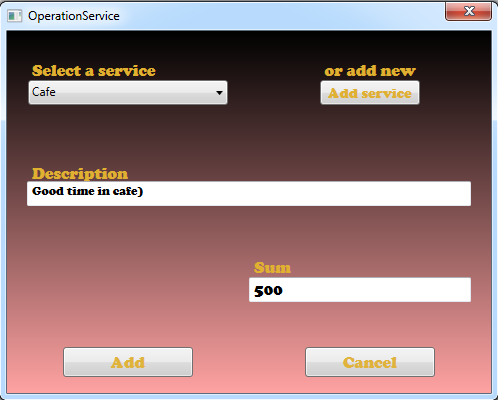 OperationService
Select a service
or add new
Cafe
Add service
Description
Good time in cafe)
Sum
500
Add
Cancel